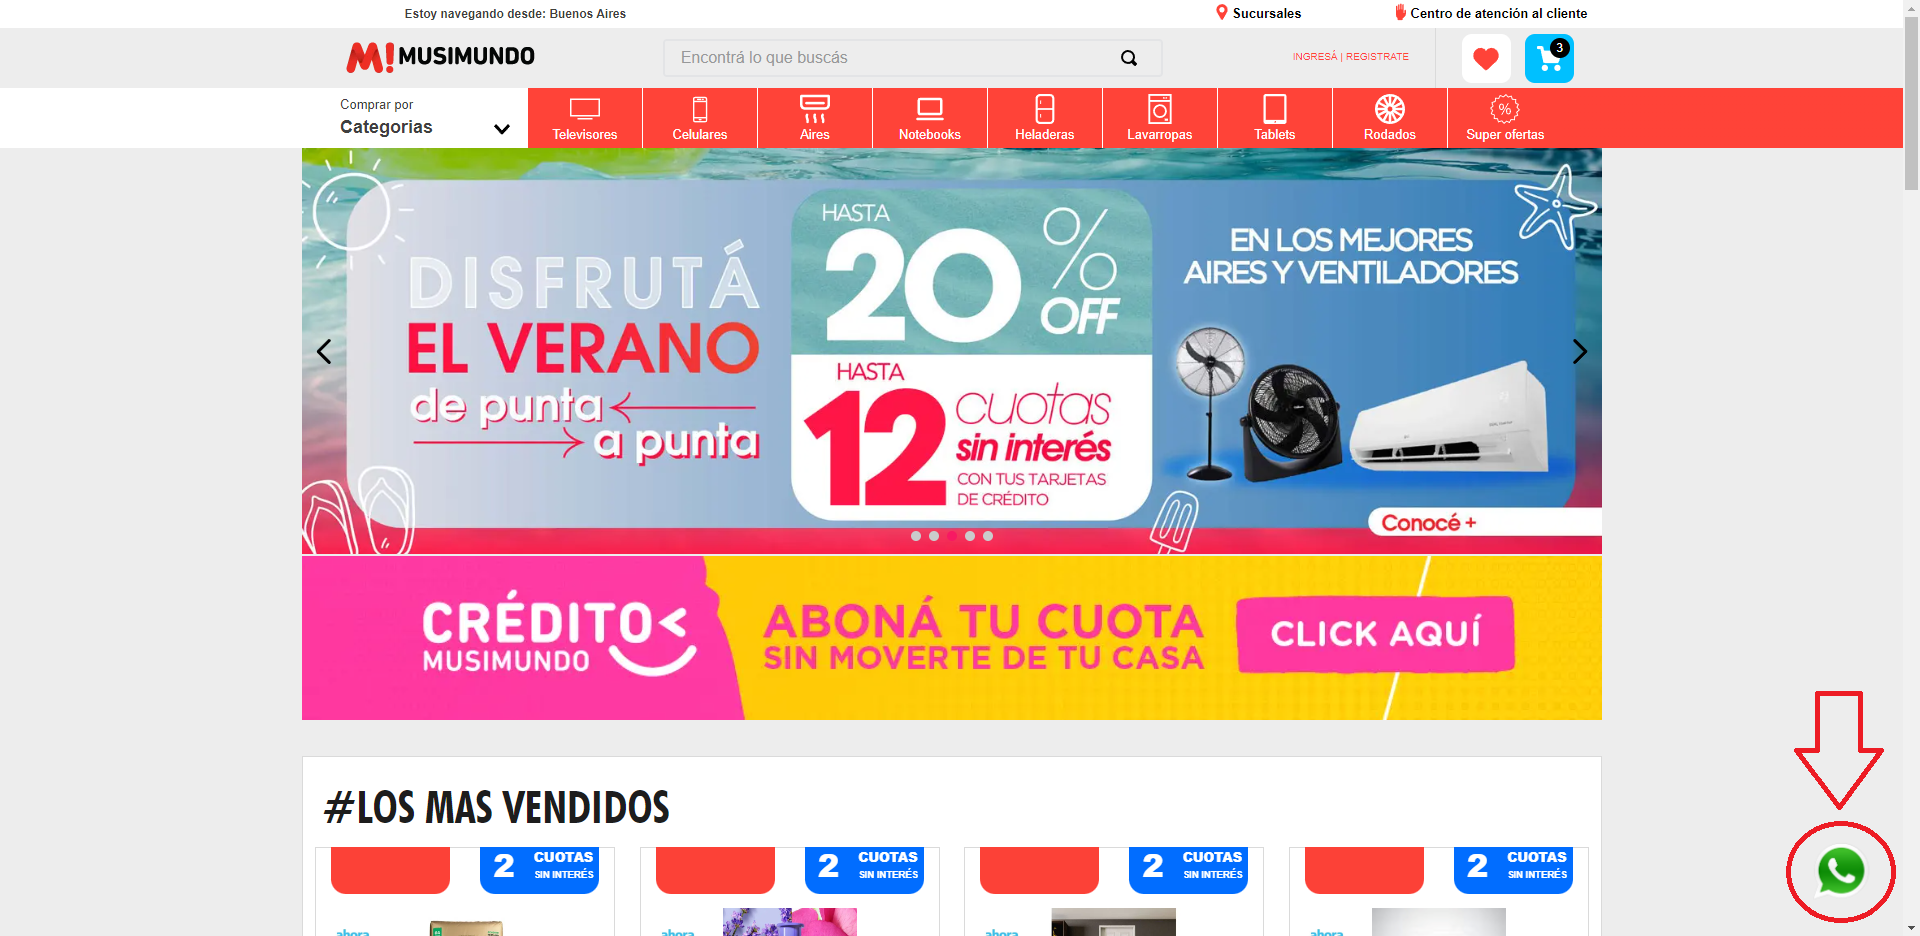 Estoy navegando desde: Buenos Aires
Sucursales
Centro de atención al cliente
M! MUSIMUNDO
Encontrá lo que buscás
INGRESÁ | REGISTRATE
3
Comprar por
Categorias
Televisores
Celulares
Aires
Notebooks
Heladeras
Lavarropas
Tablets
Rodados
%
Super ofertas
DISFRUTÁ
EL VERANO
de punta
a punta
HASTA
20% OFF
HASTA
12 cuotas
sin interés
CON TUS TARJETAS
DE CRÉDITO
EN LOS MEJORES
AIRES Y VENTILADORES
Conocé +
CRÉDITO
MUSIMUNDO
ABONÁ TU CUOTA
SIN MOVERTE DE TU CASA
CLICK AQUÍ
#LOS MAS VENDIDOS
2 CUOTAS
SIN INTERÉS
2 CUOTAS
SIN INTERÉS
2 CUOTAS
SIN INTERÉS
2 CUOTAS
SIN INTERÉS
ahora
ahora
ahora
ahora